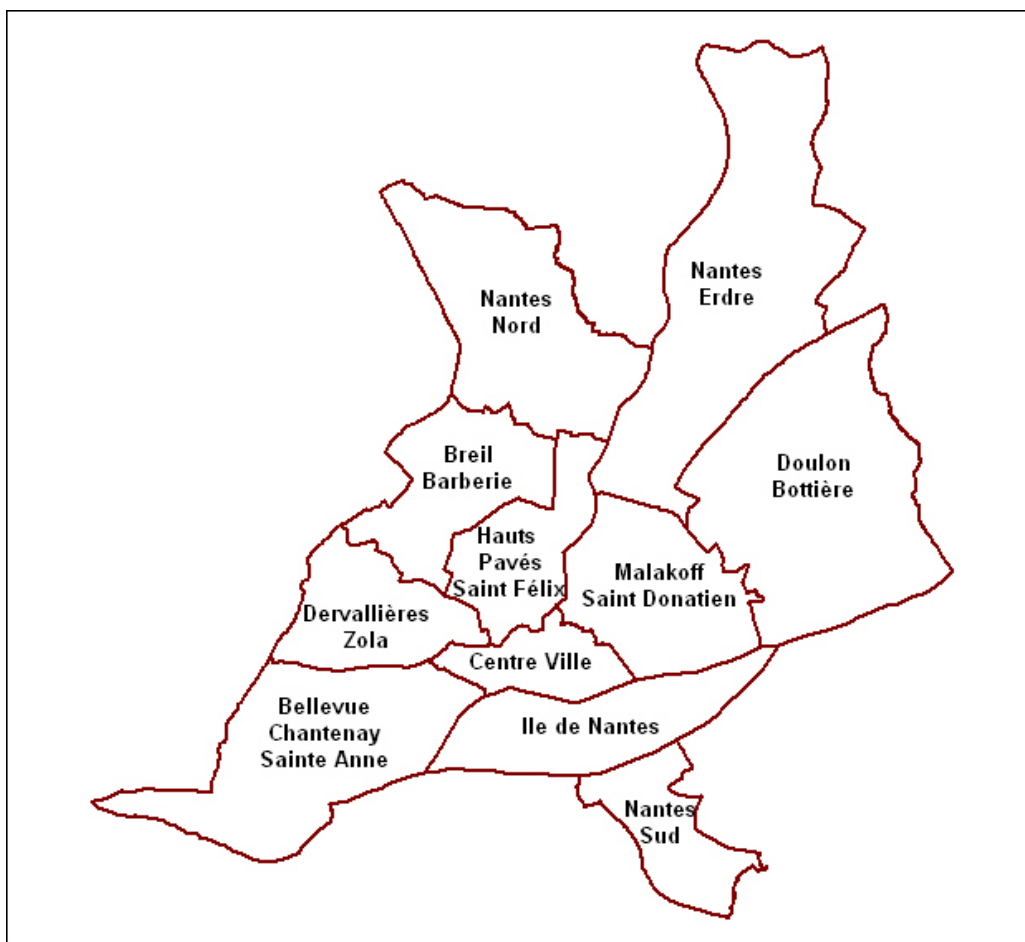 Nantes
Erdre
Nantes
Nord
Breil
Barberie
Doulon
Bottière
Hauts
Pavés
Saint Félix
Malakoff
Saint Donatien
Dervallières
Zola
Centre Ville
Bellevue
Chantenay
Sainte Anne
Ile de Nantes
Nantes
Sud